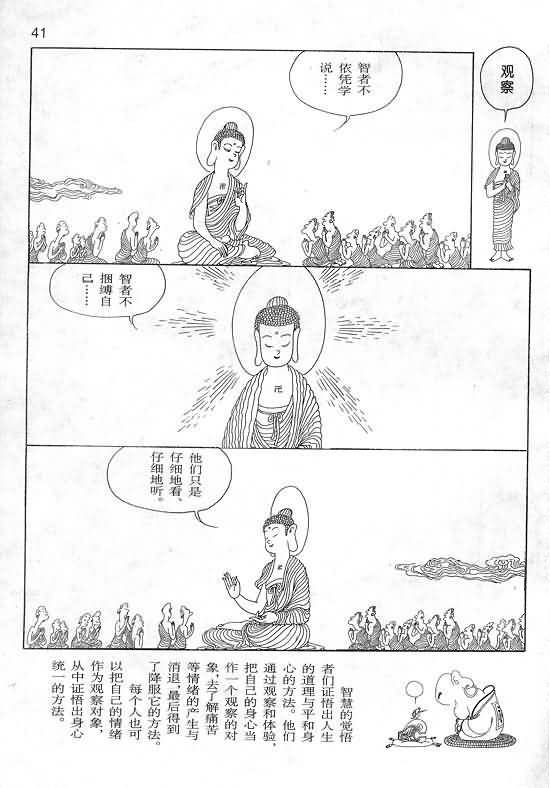 41
观察
智者不
依凭学
说……
智者不
捆缚自
己……
他们只是
仔细地看、
仔细地听。
智慧的觉悟
者们证悟出人生
的道理与平和身
心的方法。他们
通过观察和体验,
把自己的身心当
作一个观察的对
象,去了解痛苦
等情绪的产生与
消退,最后得到
了降服它的方法。
每个人也可
以把自己的情绪
作为观察对象,
从中证悟出身心
统一的方法。